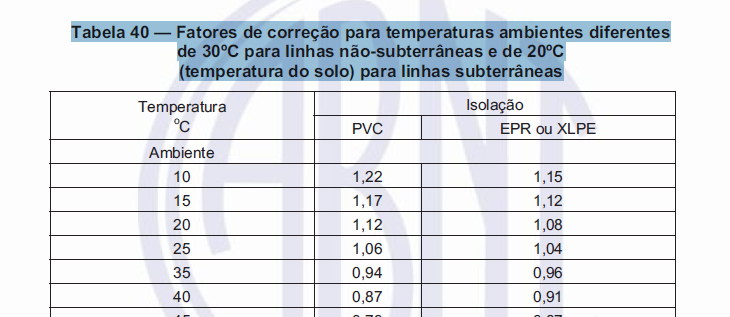 Tabela 40 — Fatores de correção para temperaturas ambientes diferentes
de 30ºC para linhas não-subterrâneas e de 20ºC
(temperatura do solo) para linhas subterrâneas
Temperatura
ºC
Isolação
PVC EPR ou XLPE
Ambiente
10 1,22 1,15
15 1,17 1,12
20 1,12 1,08
25 1,06 1,04
35 0,94 0,96
40 0,87 0,91